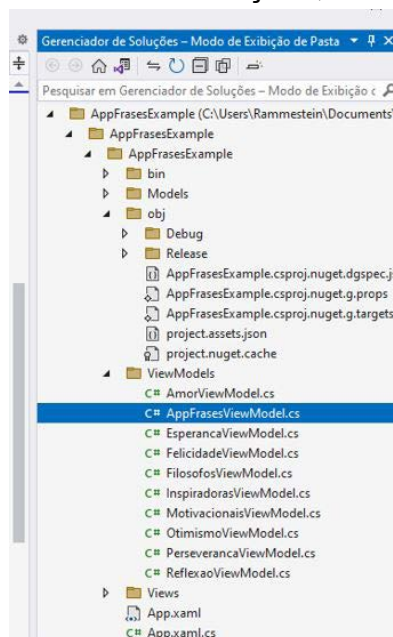 Gerenciador de Soluções – Modo de Exibição de Pasta
Pesquisar em Gerenciador de Soluções – Modo de Exibição c
AppFrasesExample (C:\Users\Rammestein\Documents\
AppFrasesExample
AppFrasesExample
bin
Models
obj
Debug
Release
AppFrasesExample.csproj.nuget.dgspec.j
AppFrasesExample.csproj.nuget.g.props
AppFrasesExample.csproj.nuget.g.targets
project.assets.json
project.nuget.cache
ViewModels
C# AmorViewModel.cs
C# AppFrasesViewModel.cs
C# EsperancaViewModel.cs
C# FelicidadeViewModel.cs
C# FilosofosViewModel.cs
C# InspiradorasViewModel.cs
C# MotivacionaisViewModel.cs
C# OtimismoViewModel.cs
C# PerseverancaViewModel.cs
C# ReflexaoViewModel.cs
Views
App.xaml
C# App.xaml.cs